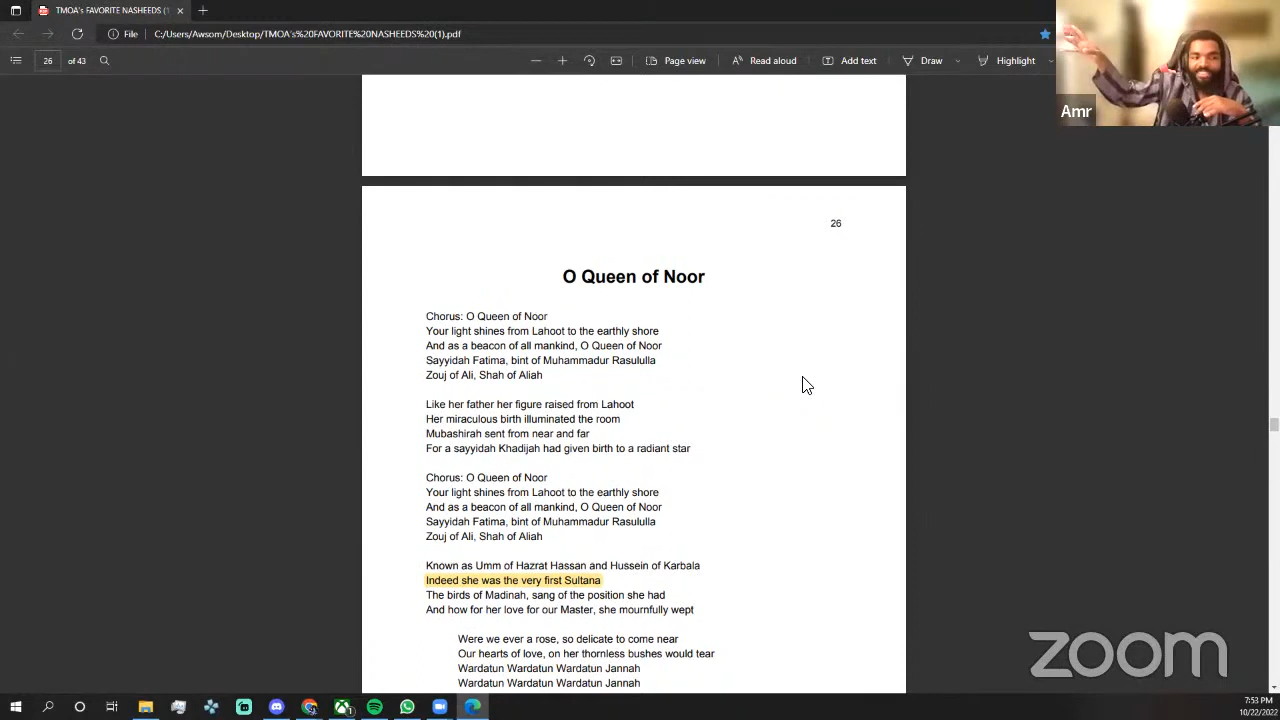 TMOA's FAVORITE NASHEEDS (1
File
C:/Users/Awsom/Desktop/TMOA's%20FAVORITE%20NASHEEDS%20(1).pdf
26 of 43
Page view
Read aloud
Add text
Draw
Highlight
Amr
26
O Queen of Noor
Chorus: O Queen of Noor
Your light shines from Lahoot to the earthly shore
And as a beacon of all mankind, O Queen of Noor
Sayyidah Fatima, bint of Muhammadur Rasululla
Zouj of Ali, Shah of Aliah
Like her father her figure raised from Lahoot
Her miraculous birth illuminated the room
Mubashirah sent from near and far
For a sayyidah Khadijah had given birth to a radiant star
Chorus: O Queen of Noor
Your light shines from Lahoot to the earthly shore
And as a beacon of all mankind, O Queen of Noor
Sayyidah Fatima, bint of Muhammadur Rasululla
Zouj of Ali, Shah of Aliah
Known as Umm of Hazrat Hassan and Hussein of Karbala
Indeed she was the very first Sultana
The birds of Madinah, sang of the position she had
And how for her love for our Master, she mournfully wept
Were we ever a rose, so delicate to come near
Our hearts of love, on her thornless bushes would tear
Wardatun Wardatun Wardatun Jannah
Wardatun Wardatun Wardatun Jannah
zoom
7:53 PM
10/22/2022